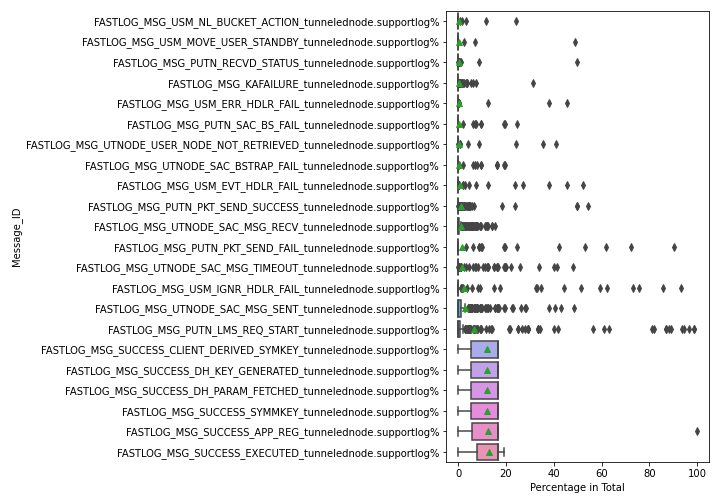 FASTLOG_MSG_USM_NL_BUCKET_ACTION_tunnelednode.supportlog%
FASTLOG_MSG_USM_MOVE_USER_STANDBY_tunnelednode.supportlog%
FASTLOG_MSG_PUTN_RECVD_STATUS_tunnelednode.supportlog%
FASTLOG_MSG_KAFAILURE_tunnelednode.supportlog%
FASTLOG_MSG_USM_ERR_HDLR_FAIL_tunnelednode.supportlog%
FASTLOG_MSG_PUTN_SAC_BS_FAIL_tunnelednode.supportlog%
FASTLOG_MSG_UTNODE_USER_NODE_NOT_RETRIEVED_tunnelednode.supportlog%
FASTLOG_MSG_UTNODE_SAC_BSTRAP_FAIL_tunnelednode.supportlog%
FASTLOG_MSG_USM_EVT_HDLR_FAIL_tunnelednode.supportlog%
FASTLOG_MSG_PUTN_PKT_SEND_SUCCESS_tunnelednode.supportlog%
FASTLOG_MSG_UTNODE_SAC_MSG_RECV_tunnelednode.supportlog%
FASTLOG_MSG_PUTN_PKT_SEND_FAIL_tunnelednode.supportlog%
FASTLOG_MSG_UTNODE_SAC_MSG_TIMEOUT_tunnelednode.supportlog%
FASTLOG_MSG_USM_IGNR_HDLR_FAIL_tunnelednode.supportlog%
FASTLOG_MSG_UTNODE_SAC_MSG_SENT_tunnelednode.supportlog%
FASTLOG_MSG_PUTN_LMS_REQ_START_tunnelednode.supportlog%
FASTLOG_MSG_SUCCESS_CLIENT_DERIVED_SYMKEY_tunnelednode.supportlog%
FASTLOG_MSG_SUCCESS_DH_KEY_GENERATED_tunnelednode.supportlog%
FASTLOG_MSG_SUCCESS_DH_PARAM_FETCHED_tunnelednode.supportlog%
FASTLOG_MSG_SUCCESS_SYMMKEY_tunnelednode.supportlog%
FASTLOG_MSG_SUCCESS_APP_REG_tunnelednode.supportlog%
FASTLOG_MSG_SUCCESS_EXECUTED_tunnelednode.supportlog%
Message_ID
0 20 40 60 80 100
Percentage in Total